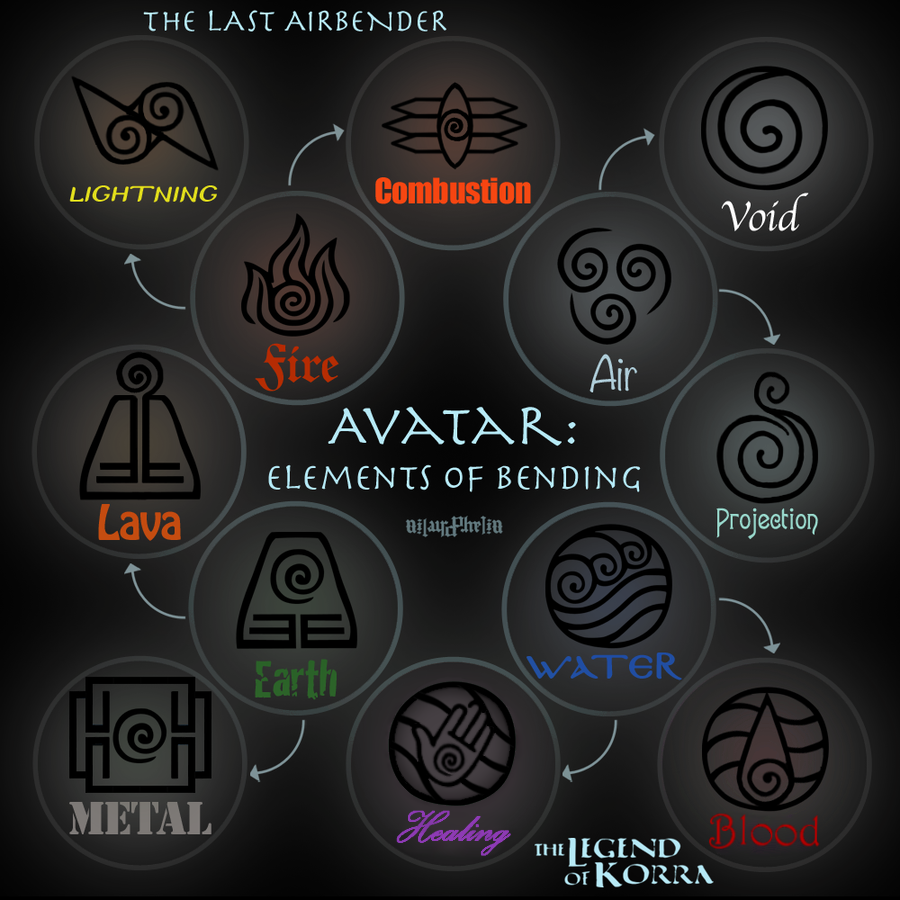 THE LAST AIRBENDER
LIGHTNING
Combustion
Void
Fire
Air
AVATAR:
ELEMENTS OF BENDING
Lava
Projection
Earth
WATER
METAL
Healing
Blood
THE LEGEND
OF KORRA